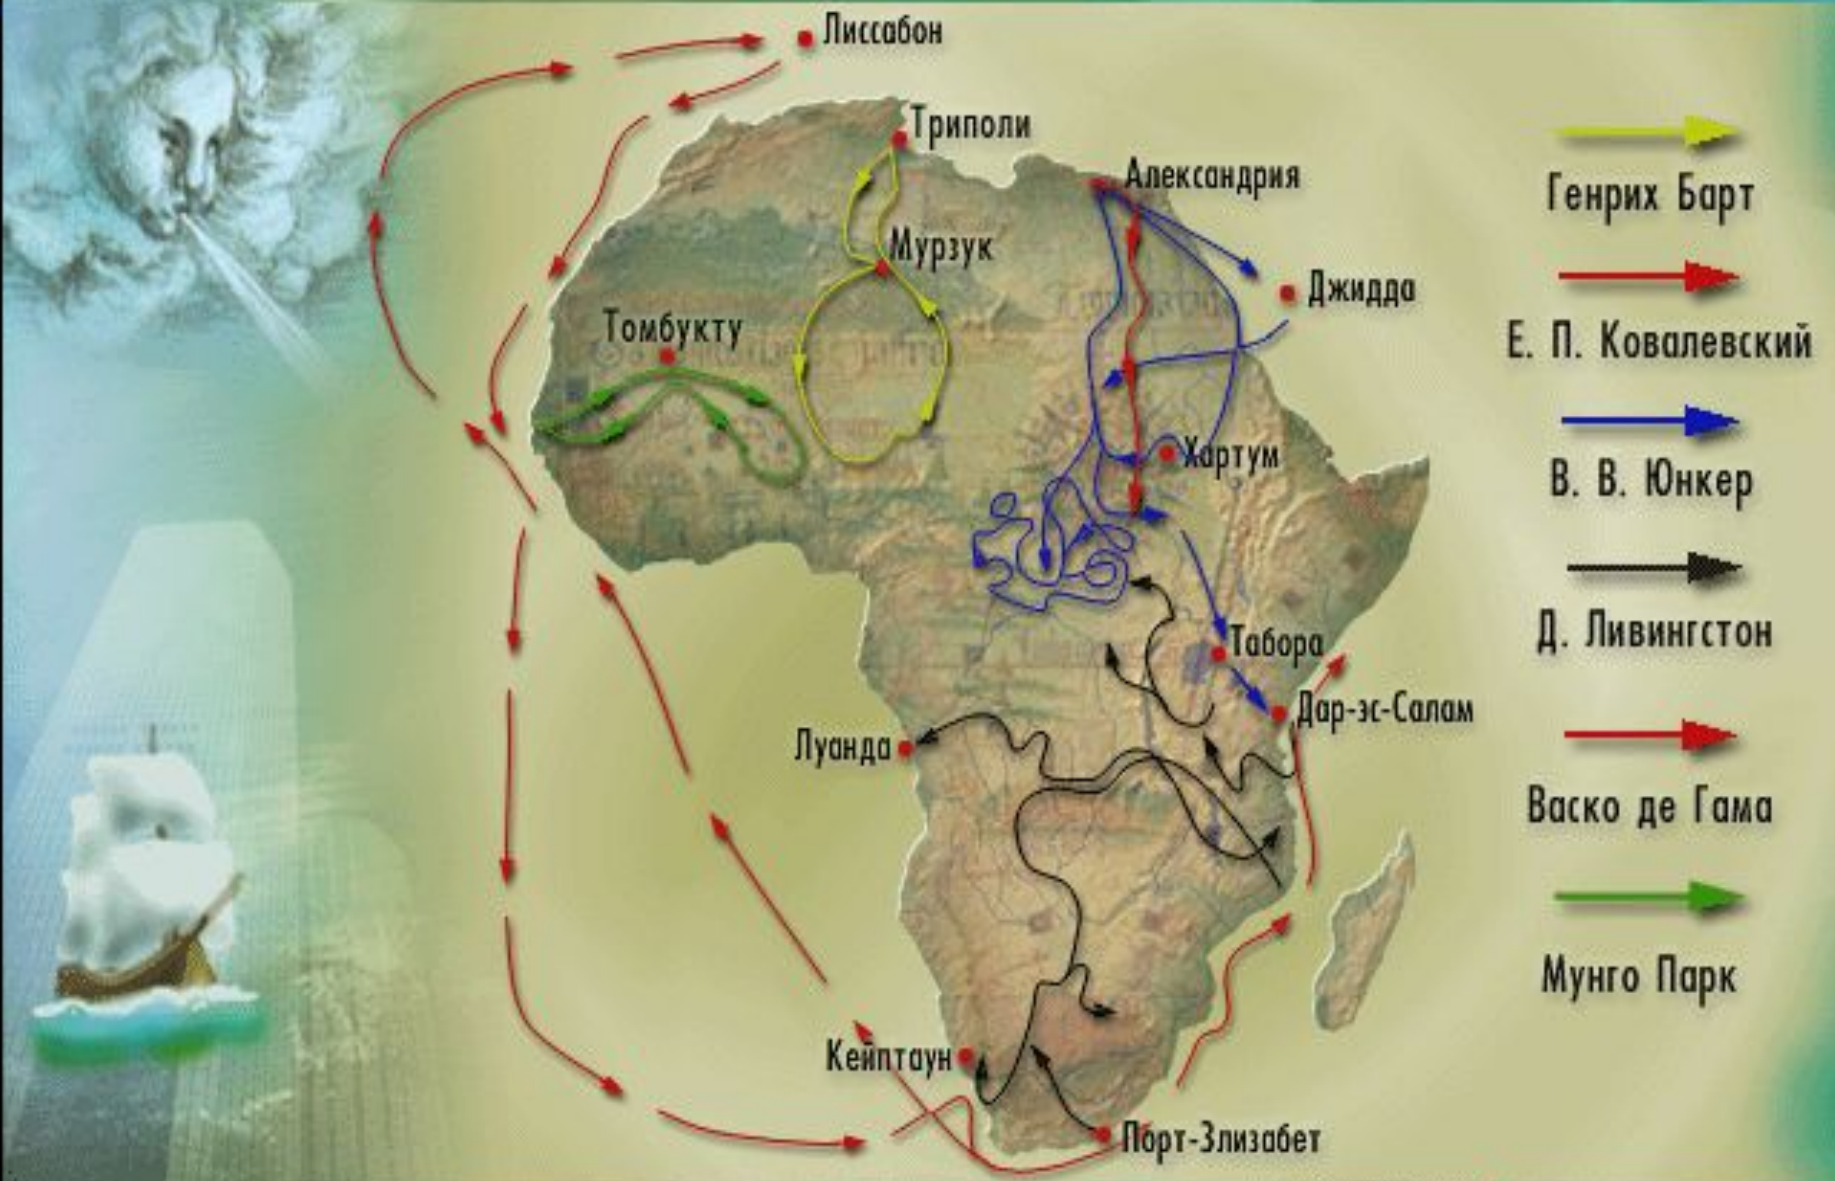 Лиссабон
Триполи
Александрия
Мурзук
Джидда
Томбукту
Хартум
Табора
Дар-эс-Салам
Луанда
Кейптаун
Порт-Элизабет
Генрих Барт
Е. П. Ковалевский
В. В. Юнкер
Д. Ливингстон
Васко де Гама
Мунго Парк